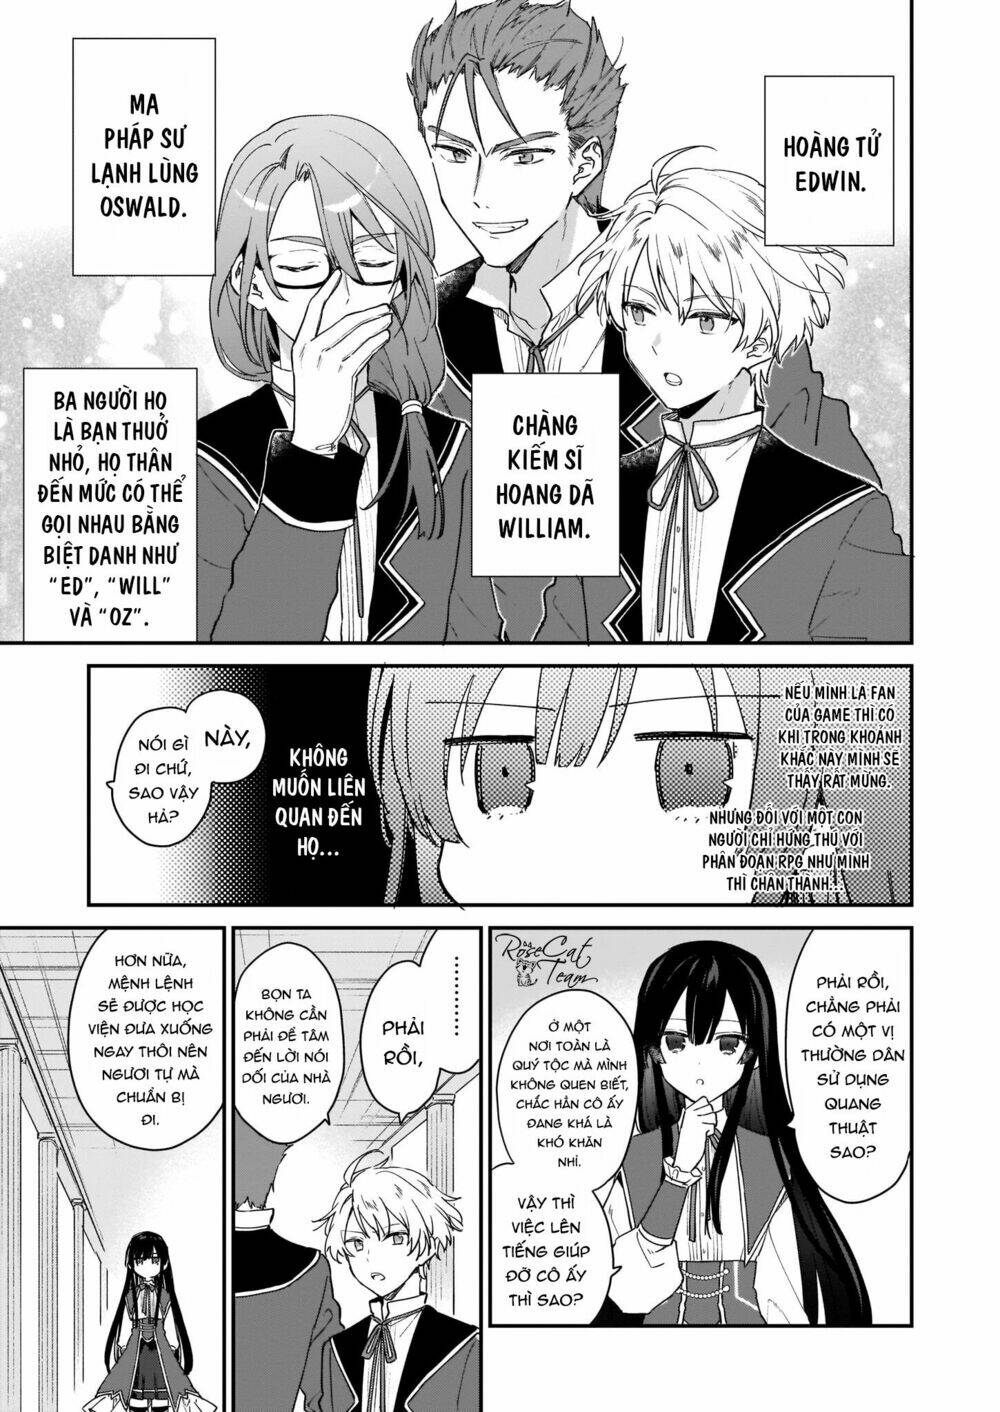 HOÀNG TỬ
EDWIN.
MA
PHÁP SƯ
LẠNH LÙNG
OSWALD.
CHÀNG
KIẾM SĨ
HOANG DÃ
WILLIAM.
BA NGƯỜI HỌ
LÀ BẠN THUỞ
NHỎ, HỌ THÂN
ĐẾN MỨC CÓ THỂ
GỌI NHAU BẰNG
BIỆT DANH NHƯ
“ED”, “WILL”
VÀ “OZ”.
NẾU MÌNH LÀ FAN
CỦA GAME THÌ CÓ
KHI TRONG KHOẢNH
KHẮC NÀY MÌNH SẼ
THẤY RẤT MỪNG.
NHƯNG ĐỐI VỚI MỘT CON
NGƯỜI CHỈ HỨNG THÚ VỚI
PHÂN ĐOẠN RPG NHƯ MÌNH
THÌ CHÂN THÀNH...
KHÔNG
MUỐN LIÊN
QUAN ĐẾN
HỌ...
NÀY,
NÓI GÌ
ĐI CHỨ,
SAO VẬY
HẢ?
PHẢI RỒI,
CHẲNG PHẢI
CÓ MỘT VỊ
THƯỜNG DÂN
SỬ DỤNG
QUANG
THUẬT
SAO?
RoseCat
Team
Ở MỘT
NƠI TOÀN LÀ
QUÝ TỘC MÀ MÌNH
KHÔNG QUEN BIẾT,
CHẮC HẲN CÔ ẤY
ĐANG KHÁ LÀ
KHÓ KHĂN
NHỈ.
VẬY THÌ
VIỆC LÊN
TIẾNG GIÚP
ĐỠ CÔ ẤY
THÌ SAO?
........
PHẢI
RỒI,
BỌN TA
KHÔNG CẦN
PHẢI ĐỂ TÂM
ĐẾN LỜI NÓI
DỐI CỦA NHÀ
NGƯƠI.
HƠN NỮA,
MỆNH LỆNH
SẼ ĐƯỢC HỌC
VIỆN ĐƯA XUỐNG
NGAY THÔI NÊN
NGƯƠI TỰ MÀ
CHUẨN BỊ
ĐI.